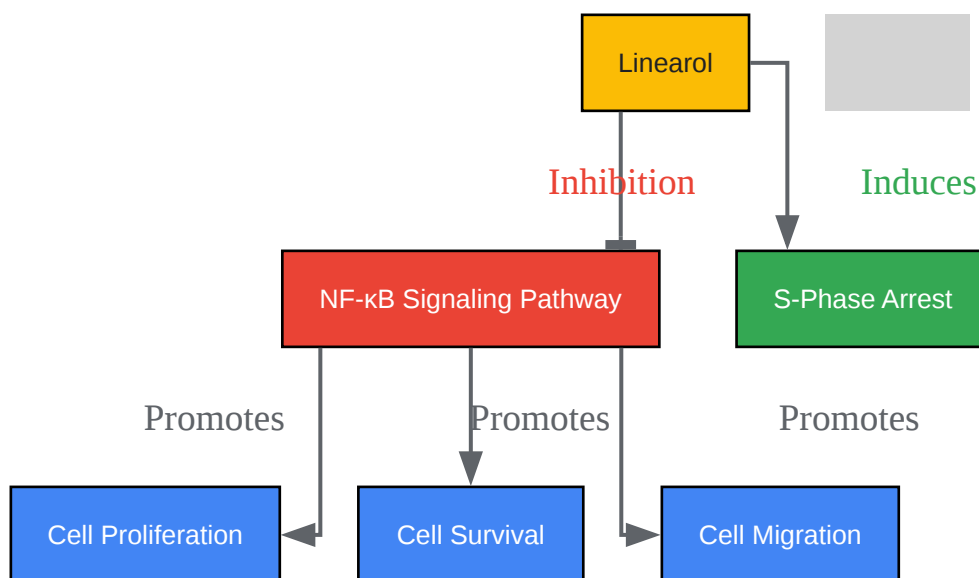 Linearol
Inhibition
Induces
NF-κB Signaling Pathway
S-Phase Arrest
Promotes
Promotes
Promotes
Cell Proliferation
Cell Survival
Cell Migration